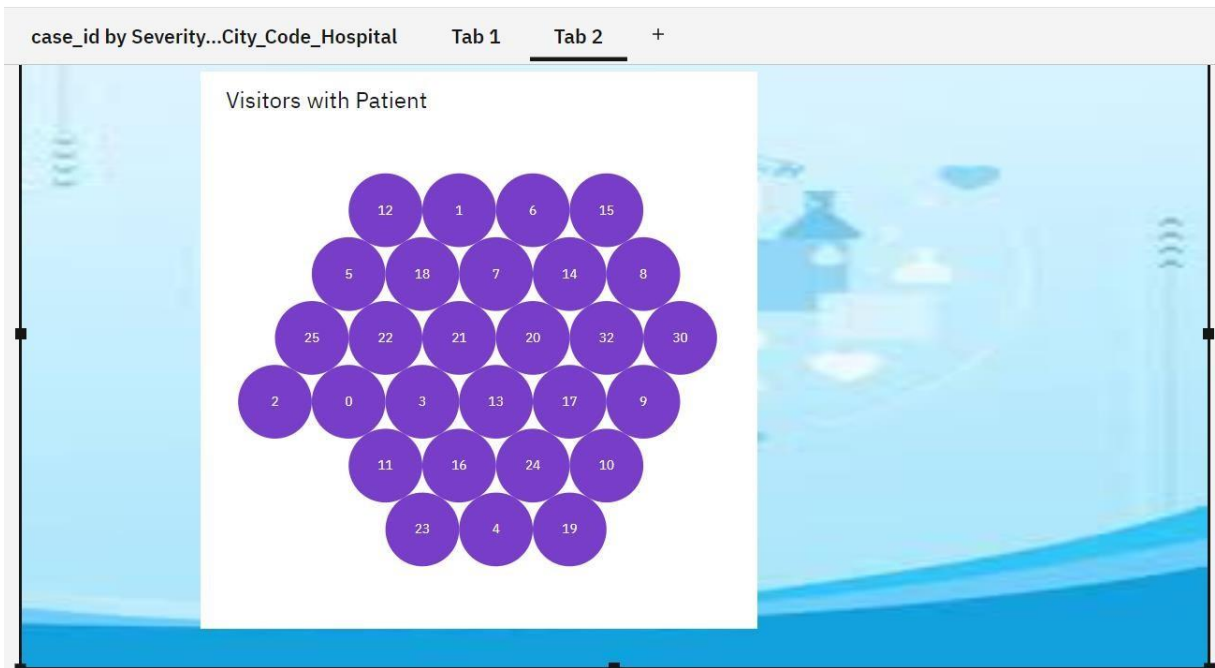 case_id by Severity...City_Code_Hospital Tab 1 Tab 2 +
Visitors with Patient
12 1 6 15
5 18 7 14 8
25 22 21 20 32 30
2 0 3 13 17 9
11 16 24 10
23 4 19